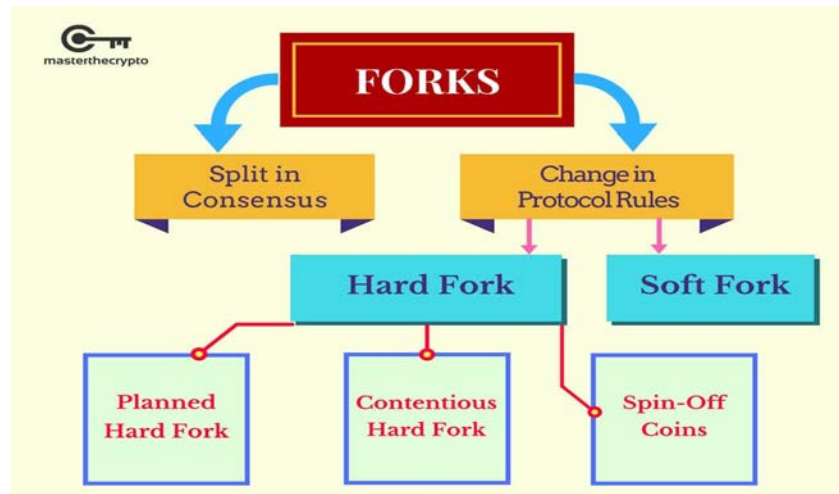 masterthecrypto
FORKS
Split in
Consensus
Change in
Protocol Rules
Hard Fork
Soft Fork
Planned
Hard Fork
Contentious
Hard Fork
Spin-Off
Coins